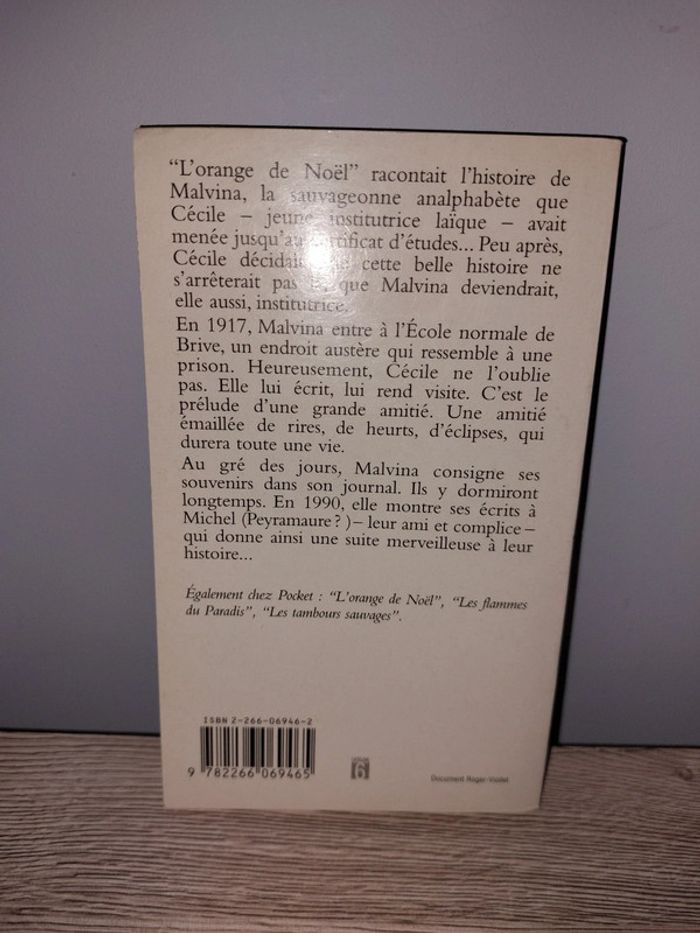 “L’orange de Noël” racontait l’histoire de
Malvina, la sauvageonne analphabète que
Cécile – jeune institutrice laïque – avait
menée jusqu’au certificat d’études... Peu après,
Cécile décidait cette belle histoire ne
s’arrêterait pas que Malvina deviendrait,
elle aussi, institutrice.
En 1917, Malvina entre à l’École normale de
Brive, un endroit austère qui ressemble à une
prison. Heureusement, Cécile ne l’oublie
pas. Elle lui écrit, lui rend visite. C’est le
prélude d’une grande amitié. Une amitié
émaillée de rires, de heurts, d’éclipses, qui
durera toute une vie.
Au gré des jours, Malvina consigne ses
souvenirs dans son journal. Ils y dormiront
longtemps. En 1990, elle montre ses écrits à
Michel (Peyramaure ? ) – leur ami et complice –
qui donne ainsi une suite merveilleuse à leur
histoire...
Également chez Pocket : “L’orange de Noël”, “Les flammes
du Paradis”, “Les tambours sauvages”.
ISBN 2-266-06946-2
9 782266 069465
6
Document Roger-Viollet